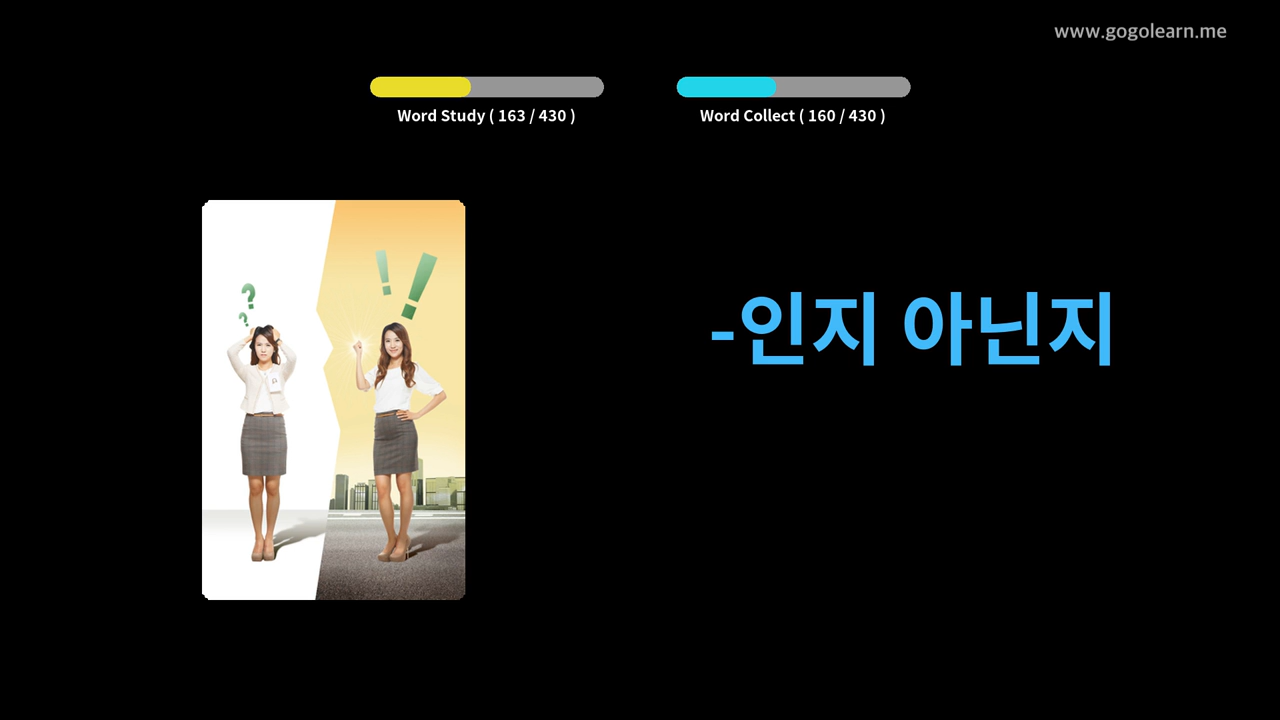 www.gogolearn.me
Word Study ( 163 / 430 )
Word Collect ( 160 / 430 )
? ?
! !
-인지 아닌지